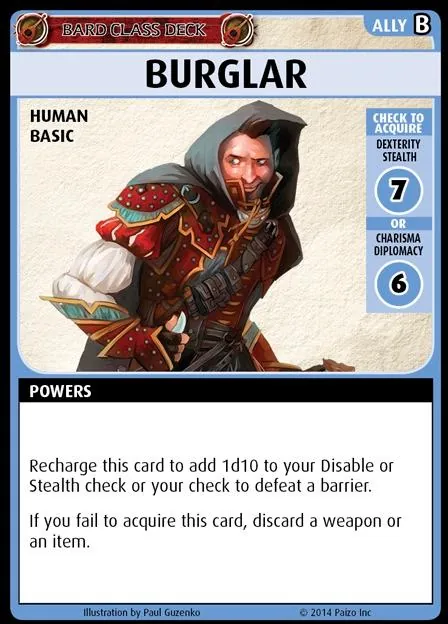 BARD CLASS DECK
ALLY B
BURGLAR
HUMAN
BASIC
CHECK TO
ACQUIRE
DEXTERITY
STEALTH
7
OR
CHARISMA
DIPLOMACY
6
POWERS
Recharge this card to add 1d10 to your Disable or
Stealth check or your check to defeat a barrier.
If you fail to acquire this card, discard a weapon or
an item.
Illustration by Paul Guzenko
© 2014 Paizo Inc